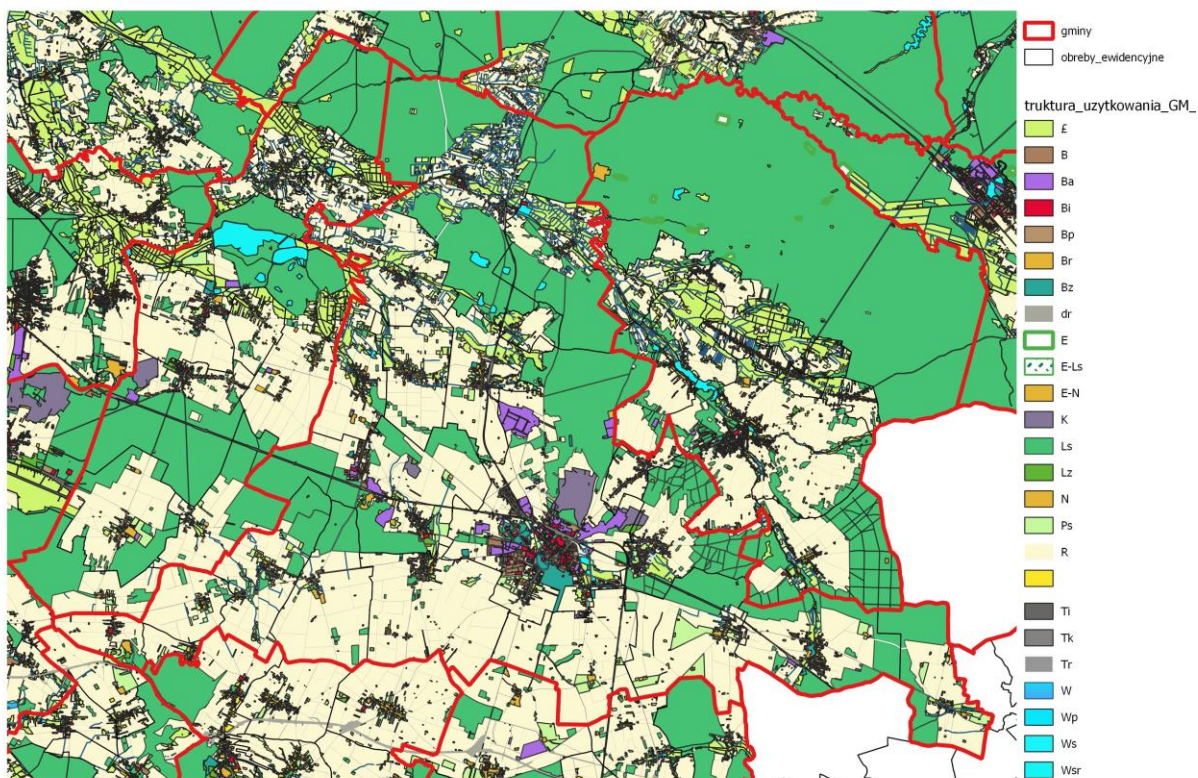 gminy
obreby_ewidencyjne
truktura_uzytkowania_GM_
£
B
Ba
Bi
Bp
Br
Bz
dr
E
E-Ls
E-N
K
Ls
Lz
N
Ps
R
Ti
Tk
Tr
W
Wp
Ws
Wsr